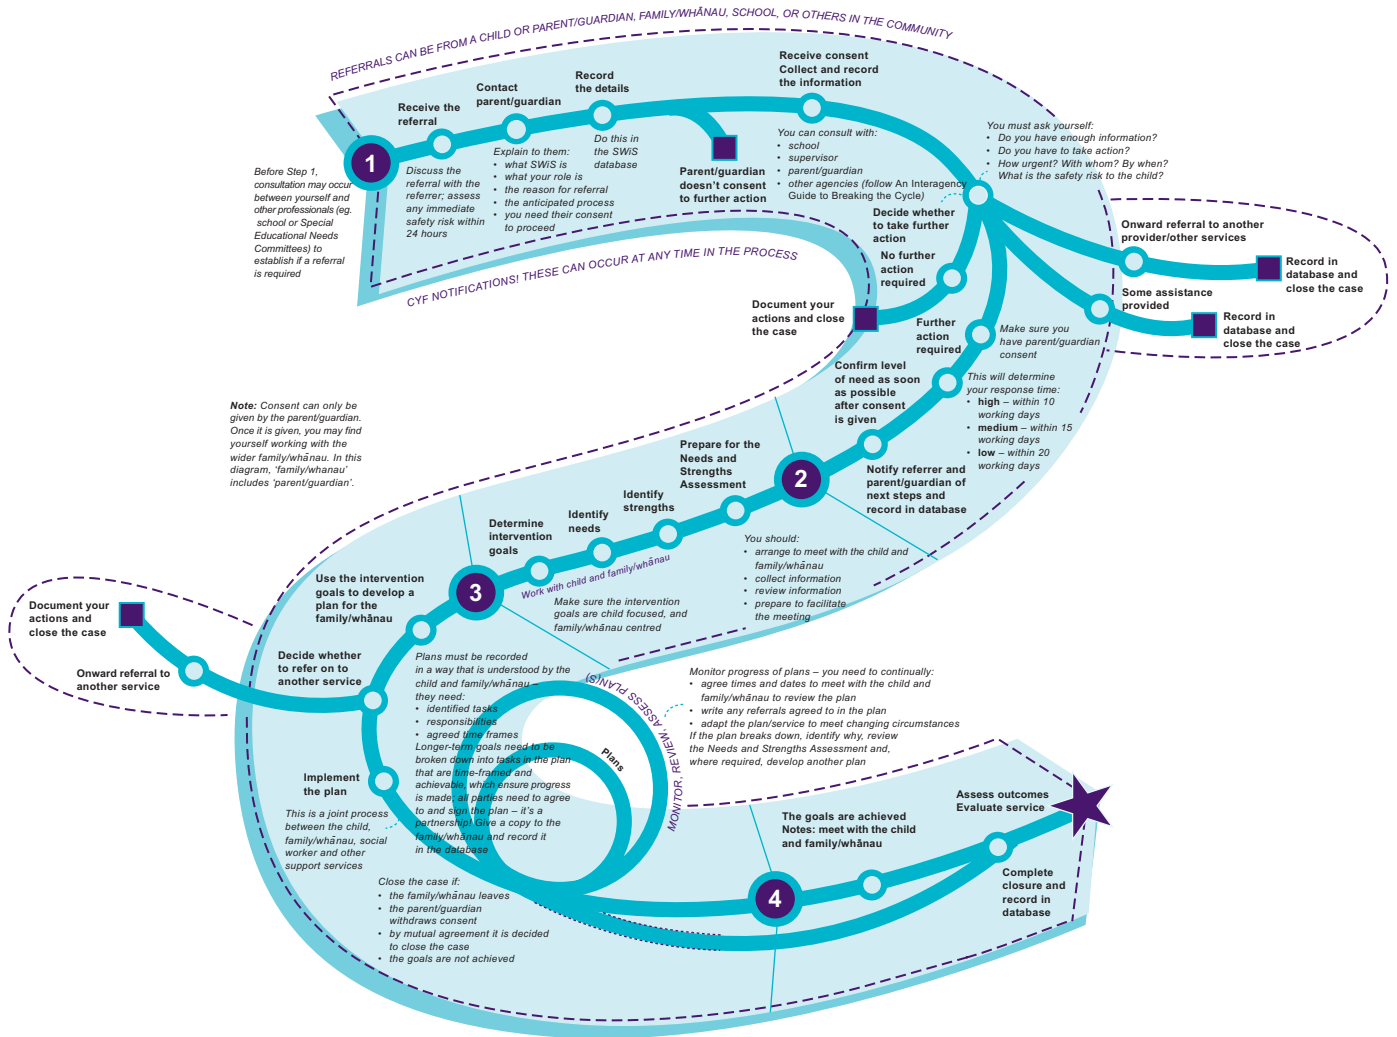 REFERRALS CAN BE FROM A CHILD OR PARENT/GUARDIAN, FAMILY/WHĀNAU, SCHOOL, OR OTHERS IN THE COMMUNITY
1
Before Step 1,
consultation may occur
between yourself and
other professionals (eg.
school or Special
Educational Needs
Committees) to
establish if a referral
is required
Receive the
referral
Discuss the
referral with the
referrer; assess
any immediate
safety risk within
24 hours
Contact
parent/guardian
Explain to them:
• what SWiS is
• what your role is
• the reason for referral
• the anticipated process
• you need their consent
to proceed
Record
the details
Do this in
the SWiS
database
Parent/guardian
doesn't consent
to further action
Receive consent
Collect and record
the information
You can consult with:
• school
• supervisor
• parent/guardian
• other agencies (follow An Interagency
Guide to Breaking the Cycle)
You must ask yourself:
• Do you have enough information?
• Do you have to take action?
• How urgent? With whom? By when?
What is the safety risk to the child?
Decide whether
to take further
action
No further
action
required
Document your
actions and close
the case
Onward referral to another
provider/other services
Record in
database and
close the case
Some assistance
provided
Record in
database and
close the case
CYF NOTIFICATIONS! THESE CAN OCCUR AT ANY TIME IN THE PROCESS
Further
action
required
Make sure you
have parent/guardian
consent
Confirm level
of need as soon
as possible
after consent
is given
This will determine
your response time:
• high – within 10
working days
• medium – within 15
working days
• low – within 20
working days
Notify referrer and
parent/guardian of
next steps and
record in database
Note: Consent can only be
given by the parent/guardian.
Once it is given, you may find
yourself working with the
wider family/whānau. In this
diagram, 'family/whanau'
includes 'parent/guardian'.
2
Prepare for the
Needs and
Strengths
Assessment
You should:
• arrange to meet with the child and
family/whānau
• collect information
• review information
• prepare to facilitate
the meeting
Identify
strengths
Identify
needs
Determine
intervention
goals
Work with child and family/whānau
Make sure the intervention
goals are child focused, and
family/whānau centred
3
Use the intervention
goals to develop a
plan for the
family/whānau
Plans must be recorded
in a way that is understood by the
child and family/whānau –
they need:
• identified tasks
• responsibilities
• agreed time frames
Longer-term goals need to be
broken down into tasks in the plan
that are time-framed and
achievable, which ensure progress
is made; all parties need to agree
to and sign the plan – it's a
partnership! Give a copy to the
family/whānau and record it
in the database
Decide whether
to refer on to
another service
Onward referral to
another service
Document your
actions and
close the case
Implement
the plan
This is a joint process
between the child,
family/whānau, social
worker and other
support services
Plans
MONITOR, REVIEW, ASSESS PLAN(S)
Monitor progress of plans – you need to continually:
• agree times and dates to meet with the child and
family/whānau to review the plan
• write any referrals agreed to in the plan
• adapt the plan/service to meet changing circumstances
If the plan breaks down, identify why, review
the Needs and Strengths Assessment and,
where required, develop another plan
Close the case if:
• the family/whānau leaves
• the parent/guardian
withdraws consent
• by mutual agreement it is decided
to close the case
• the goals are not achieved
4
The goals are achieved
Notes: meet with the child
and family/whānau
Assess outcomes
Evaluate service
Complete
closure and
record in
database